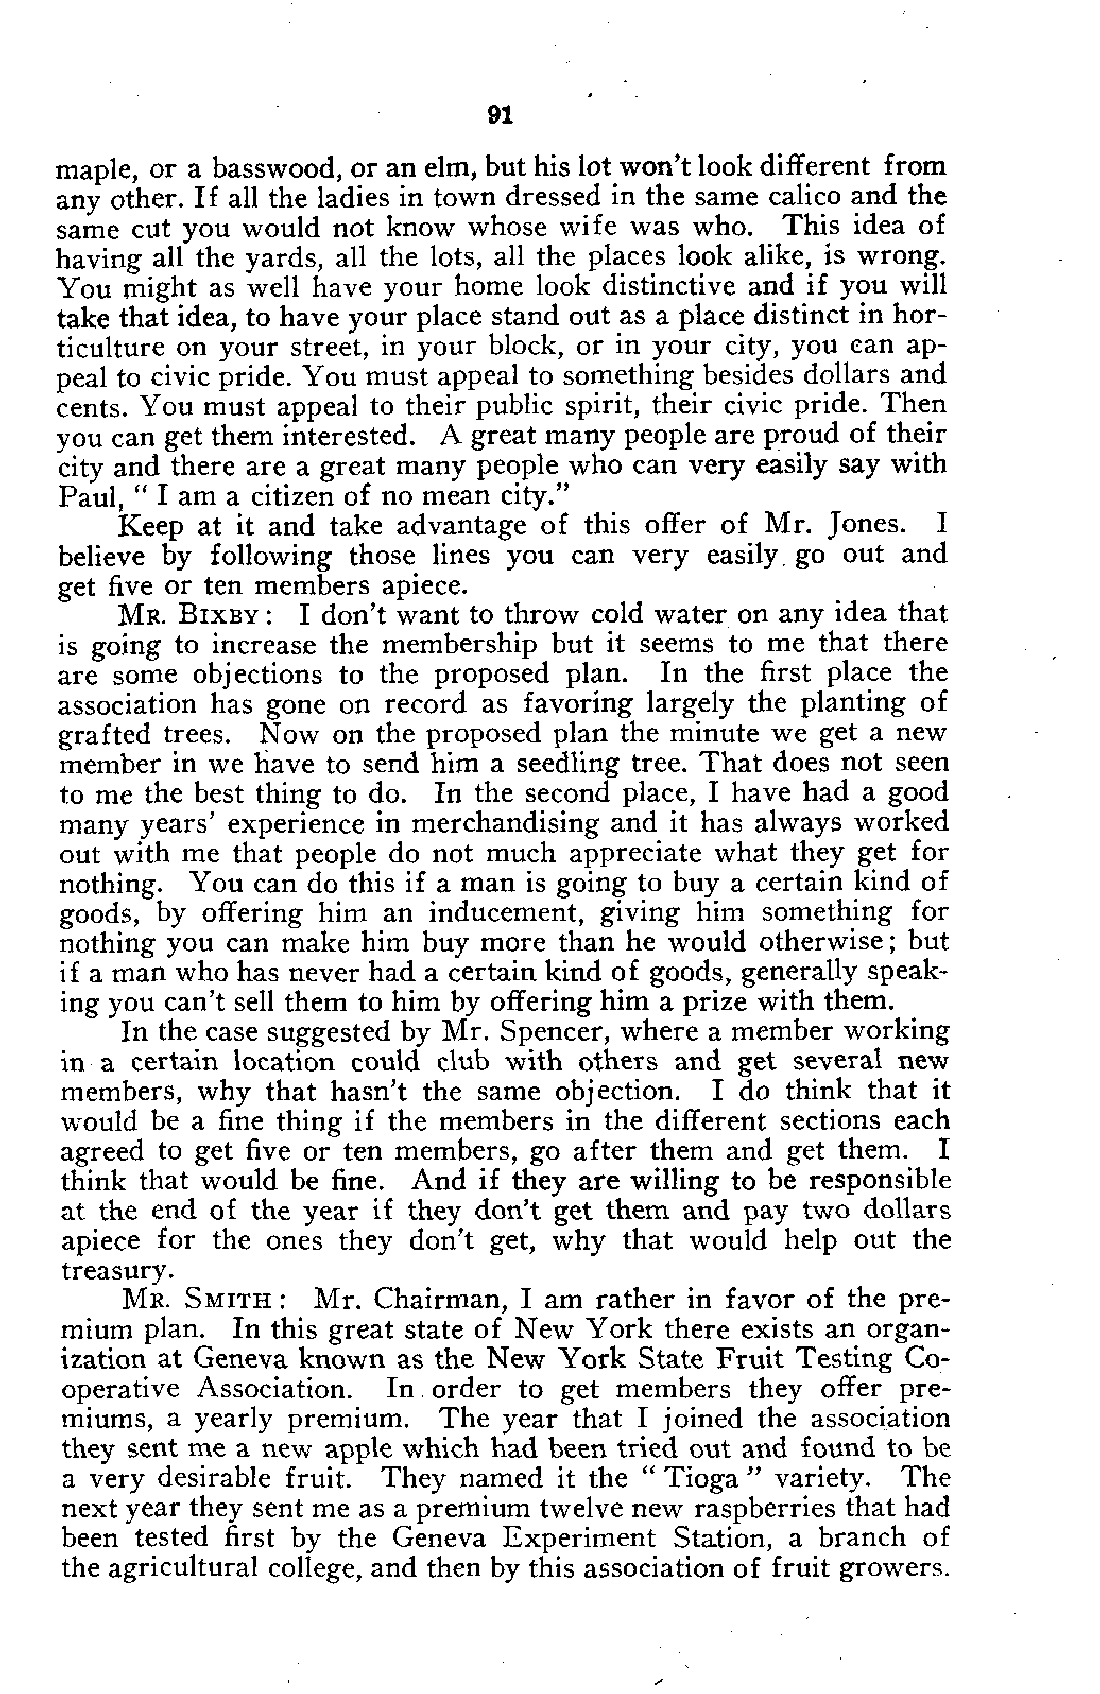 91
maple, or a basswood, or an elm, but his lot won't look different from
any other. If all the ladies in town dressed in the same calico and the
same cut you would not know whose wife was who. This idea of
having all the yards, all the lots, all the places look alike, is wrong.
You might as well have your home look distinctive and if you will
take that idea, to have your place stand out as a place distinct in hor-
ticulture on your street, in your block, or in your city, you can ap-
peal to civic pride. You must appeal to something besides dollars and
cents. You must appeal to their public spirit, their civic pride. Then
you can get them interested. A great many people are proud of their
city and there are a great many people who can very easily say with
Paul, " I am a citizen of no mean city."
Keep at it and take advantage of this offer of Mr. Jones. I
believe by following those lines you can very easily go out and
get five or ten members apiece.
MR. BIXBY: I don't want to throw cold water on any idea that
is going to increase the membership but it seems to me that there
are some objections to the proposed plan. In the first place the
association has gone on record as favoring largely the planting of
grafted trees. Now on the proposed plan the minute we get a new
member in we have to send him a seedling tree. That does not seen
to me the best thing to do. In the second place, I have had a good
many years' experience in merchandising and it has always worked
out with me that people do not much appreciate what they get for
nothing. You can do this if a man is going to buy a certain kind of
goods, by offering him an inducement, giving him something for
nothing you can make him buy more than he would otherwise; but
if a man who has never had a certain kind of goods, generally speak-
ing you can't sell them to him by offering him a prize with them.
In the case suggested by Mr. Spencer, where a member working
in a certain location could club with others and get several new
members, why that hasn't the same objection. I do think that it
would be a fine thing if the members in the different sections each
agreed to get five or ten members, go after them and get them. I
think that would be fine. And if they are willing to be responsible
at the end of the year if they don't get them and pay two dollars
apiece for the ones they don't get, why that would help out the
treasury.
MR. SMITH: Mr. Chairman, I am rather in favor of the pre-
mium plan. In this great state of New York there exists an organ-
ization at Geneva known as the New York State Fruit Testing Co-
operative Association. In order to get members they offer pre-
miums, a yearly premium. The year that I joined the association
they sent me a new apple which had been tried out and found to be
a very desirable fruit. They named it the " Tioga " variety. The
next year they sent me as a premium twelve new raspberries that had
been tested first by the Geneva Experiment Station, a branch of
the agricultural college, and then by this association of fruit growers.